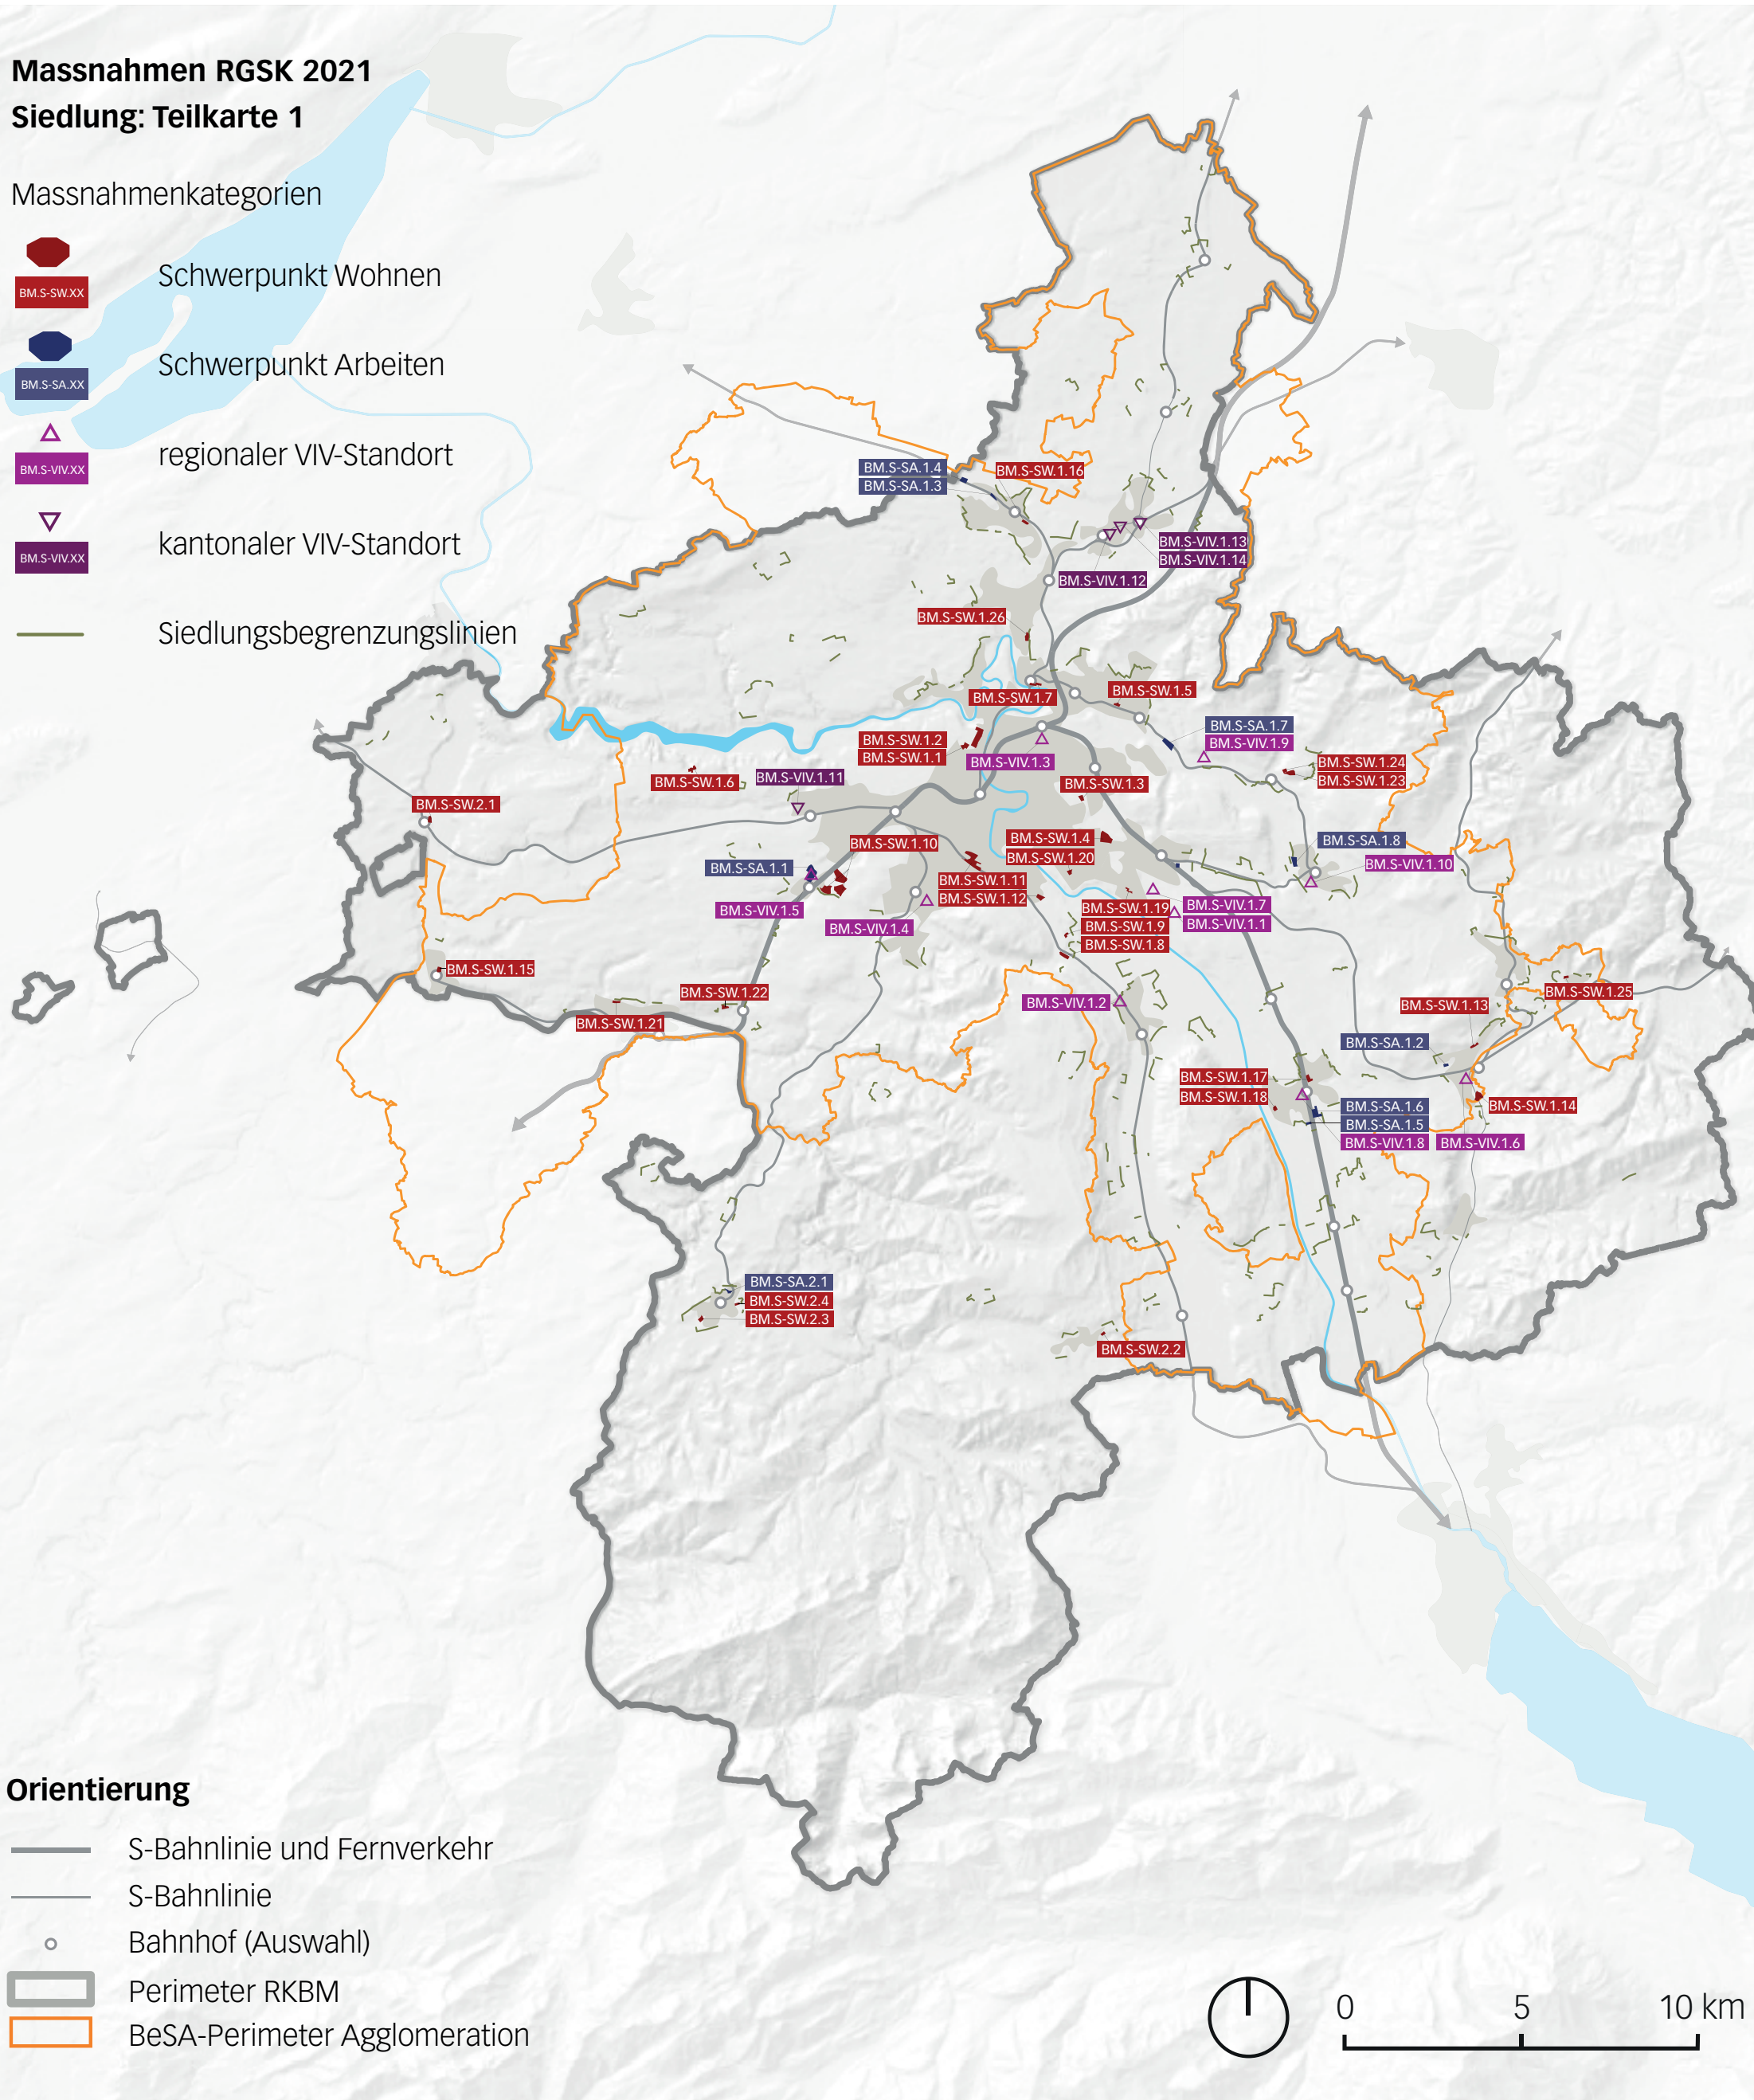 Massnahmen RGSK 2021
Siedlung: Teilkarte 1
Massnahmenkategorien
BM.S-SW.XX
Schwerpunkt Wohnen
BM.S-SA.XX
Schwerpunkt Arbeiten
BM.S-VIV.XX
regionaler VIV-Standort
BM.S-VIV.XX
kantonaler VIV-Standort
Siedlungsbegrenzungslinien
BM.S-SA.1.4
BM.S-SW.1.16
BM.S-SA.1.3
BM.S-VIV.1.13
BM.S-VIV.1.14
BM.S-VIV.1.12
BM.S-SW.1.26
BM.S-SW.1.5
BM.S-SW.1.7
BM.S-SA.1.7
BM.S-VIV.1.9
BM.S-SW.1.2
BM.S-SW.1.1
BM.S-VIV.1.3
BM.S-SW.1.24
BM.S-SW.1.23
BM.S-VIV.1.11
BM.S-SW.1.6
BM.S-SW.1.3
BM.S-SW.2.1
BM.S-SW.1.4
BM.S-SW.1.20
BM.S-SW.1.10
BM.S-SA.1.8
BM.S-VIV.1.10
BM.S-SA.1.1
BM.S-SW.1.11
BM.S-SW.1.12
BM.S-VIV.1.5
BM.S-VIV.1.4
BM.S-SW.1.19
BM.S-SW.1.9
BM.S-SW.1.8
BM.S-VIV.1.7
BM.S-VIV.1.1
BM.S-SW.1.15
BM.S-SW.1.22
BM.S-SW.1.21
BM.S-VIV.1.2
BM.S-SW.1.25
BM.S-SW.1.13
BM.S-SA.1.2
BM.S-SW.1.17
BM.S-SW.1.18
BM.S-SA.1.6
BM.S-SA.1.5
BM.S-VIV.1.8
BM.S-SW.1.14
BM.S-VIV.1.6
BM.S-SA.2.1
BM.S-SW.2.4
BM.S-SW.2.3
BM.S-SW.2.2
Orientierung
S-Bahnlinie und Fernverkehr
S-Bahnlinie
Bahnhof (Auswahl)
Perimeter RKBM
BeSA-Perimeter Agglomeration
0 5 10 km